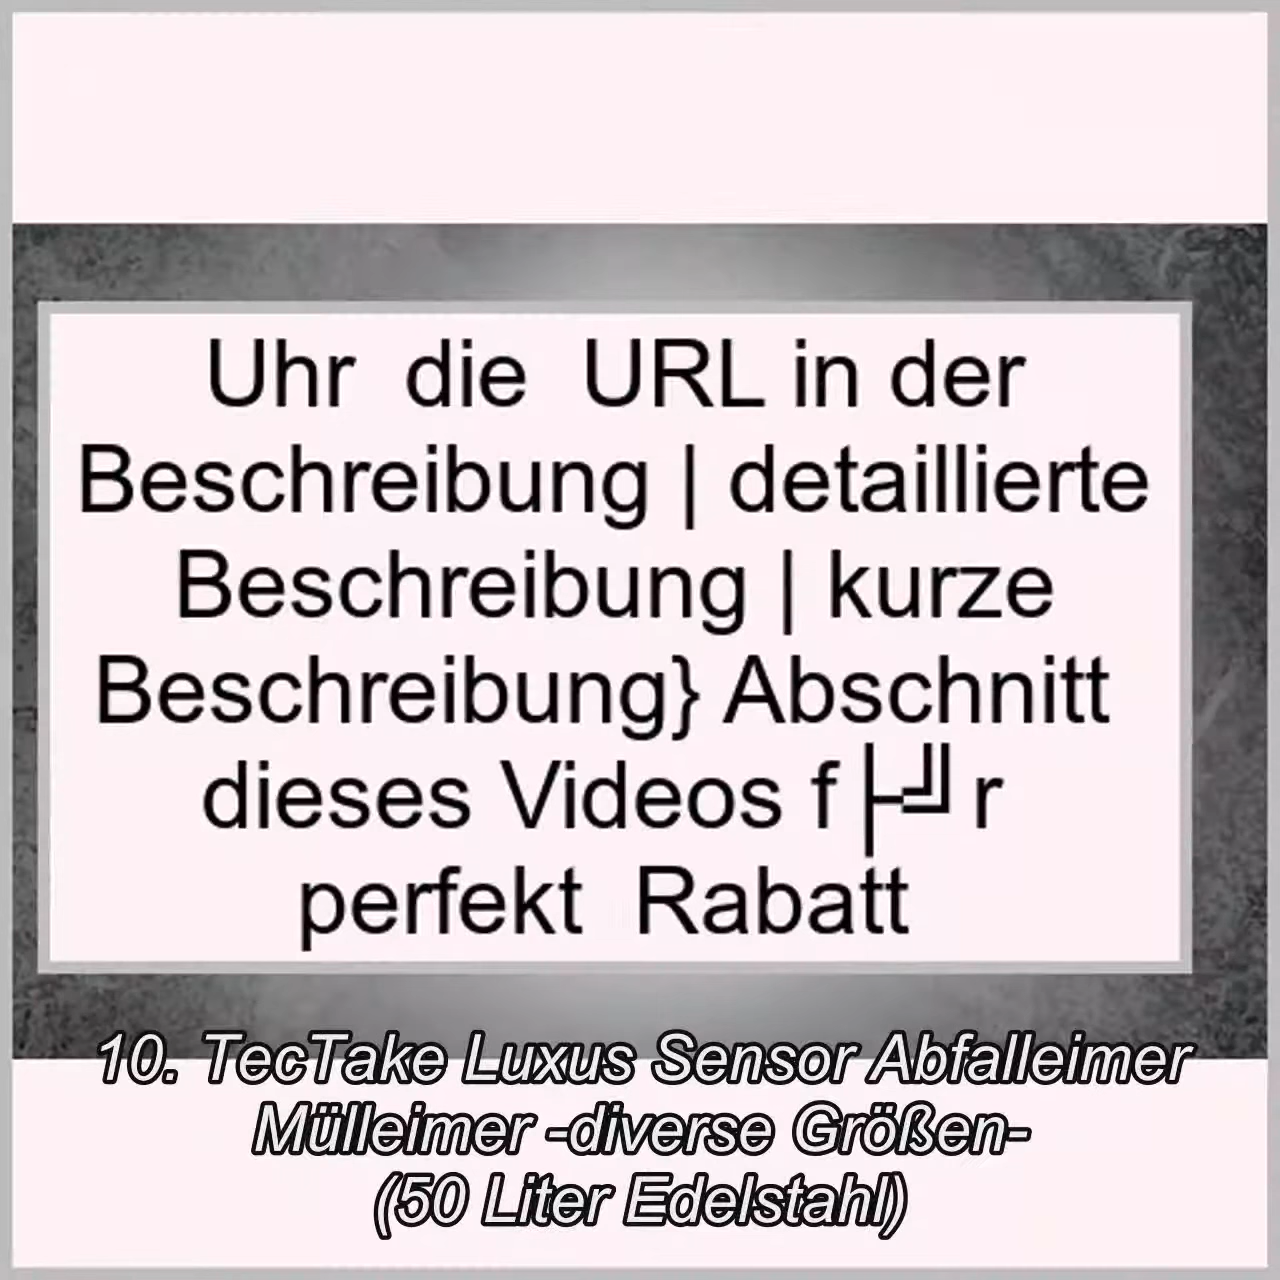 Uhr die URL in der
Beschreibung | detaillierte
Beschreibung | kurze
Beschreibung} Abschnitt
dieses Videos f├╝r
perfekt Rabatt
10. TecTake Luxus Sensor Abfalleimer
Mülleimer -diverse Größen-
(50 Liter Edelstahl)